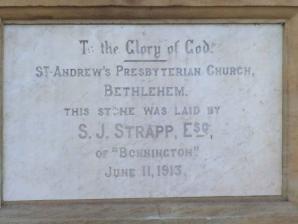 To the Glory of God.
ST. ANDREW'S PRESBYTERIAN CHURCH,
BETHLEHEM.
THIS STONE WAS LAID BY
S. J. STRAPP, ESQ,
OF "BONNINGTON".
JUNE 11, 1913.